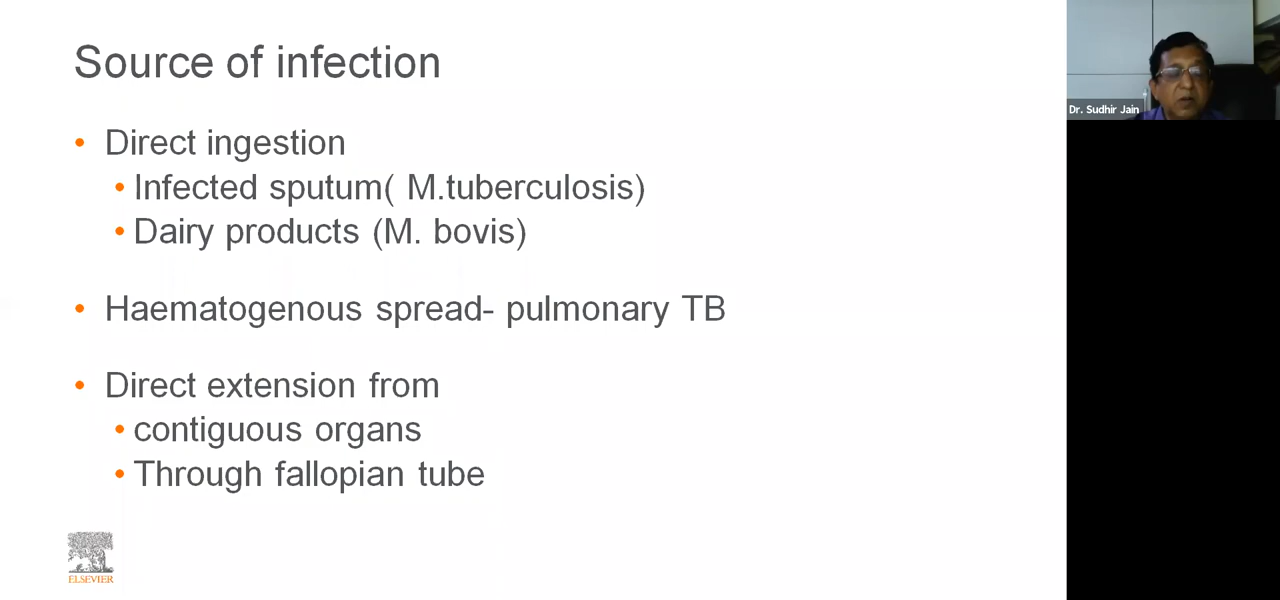 Source of infection
• Direct ingestion
• Infected sputum( M.tuberculosis)
• Dairy products (M. bovis)
• Haematogenous spread- pulmonary TB
• Direct extension from
• contiguous organs
• Through fallopian tube
ELSEVIER
Dr. Sudhir Jain